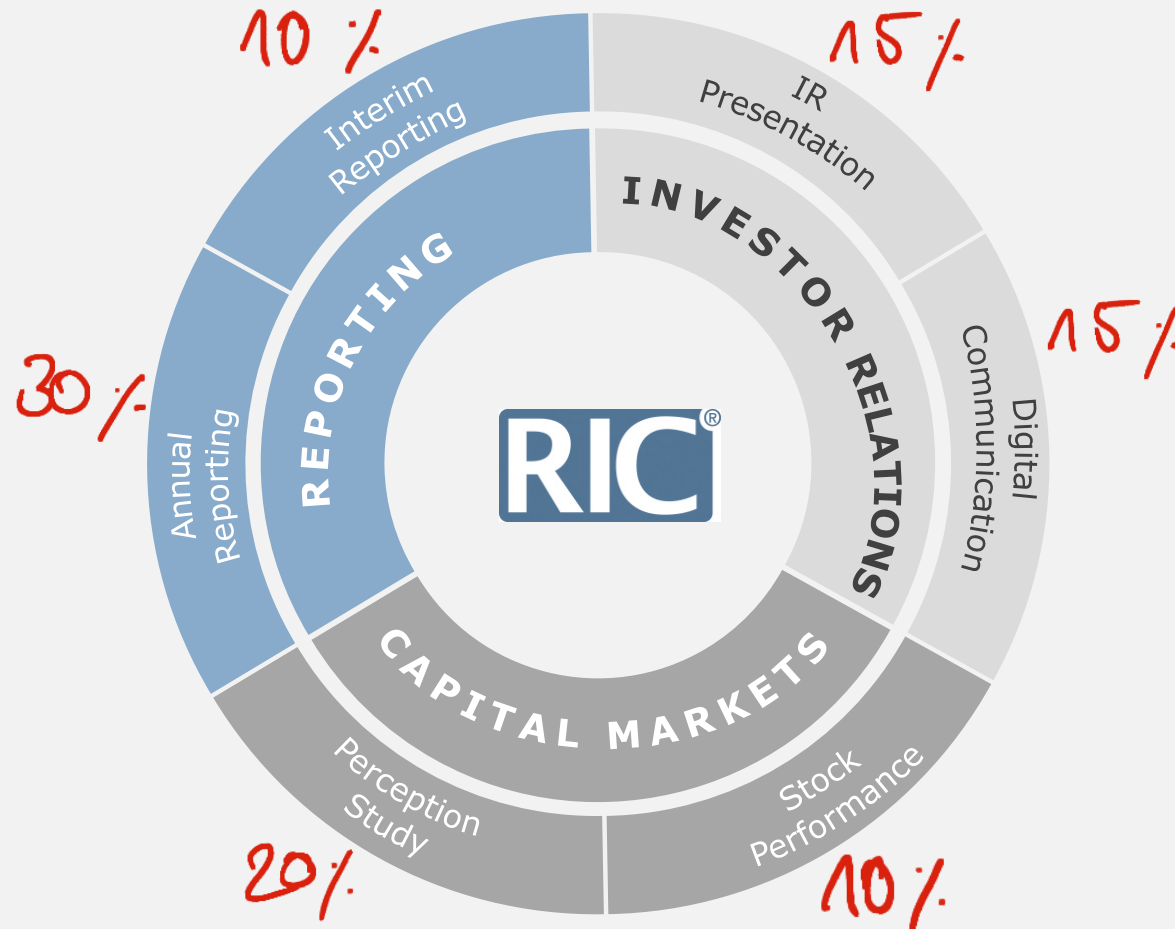 10 %
15 %
Interim
Reporting
IR
Presentation
REPORTING
INVESTOR RELATIONS
30 %
Annual
Reporting
RIC®
Digital
Communication
15 %
CAPITAL MARKETS
Perception
Study
Stock
Performance
20 %
10 %